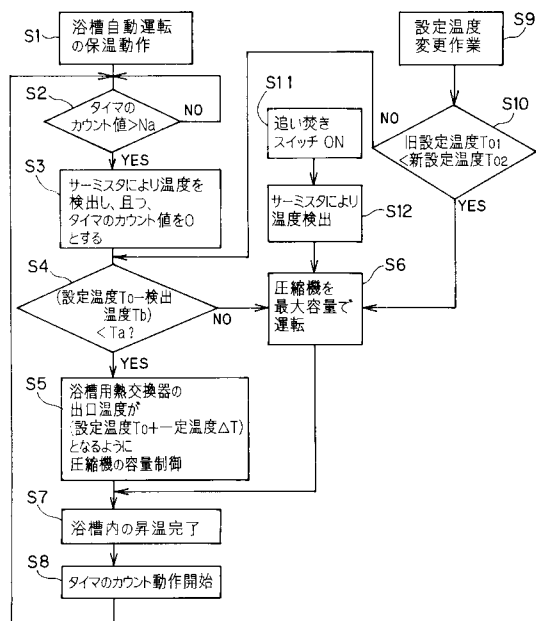 S1
浴槽自動運転
の保温動作
S2
タイマの
カウント値>Na
NO
YES
S3
サーミスタにより温度を
検出し、且つ、
タイマのカウント値を0
とする
S4
(設定温度To−検出
温度Tb)
<Ta?
NO
YES
S5
浴槽用熱交換器の
出口温度が
(設定温度To+一定温度ΔT)
となるように
圧縮機の容量制御
S7
浴槽内の昇温完了
S8
タイマのカウント動作開始
S11
追い焚き
スイッチ ON
S12
サーミスタにより
温度検出
S6
圧縮機を
最大容量で
運転
S9
設定温度
変更作業
S10
旧設定温度To1
<新設定温度To2
NO
YES